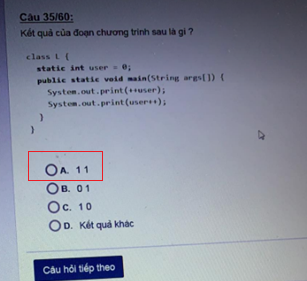 Câu 35/60:
Kết quả của đoạn chương trình sau là gì ?
class i {
static int user = 0;
public static void main(String args[]) {
System.out.print(++user);
System.out.print(user++);
}
}
A. 1 1
B. 0 1
C. 1 0
D. Kết quả khác
Câu hỏi tiếp theo